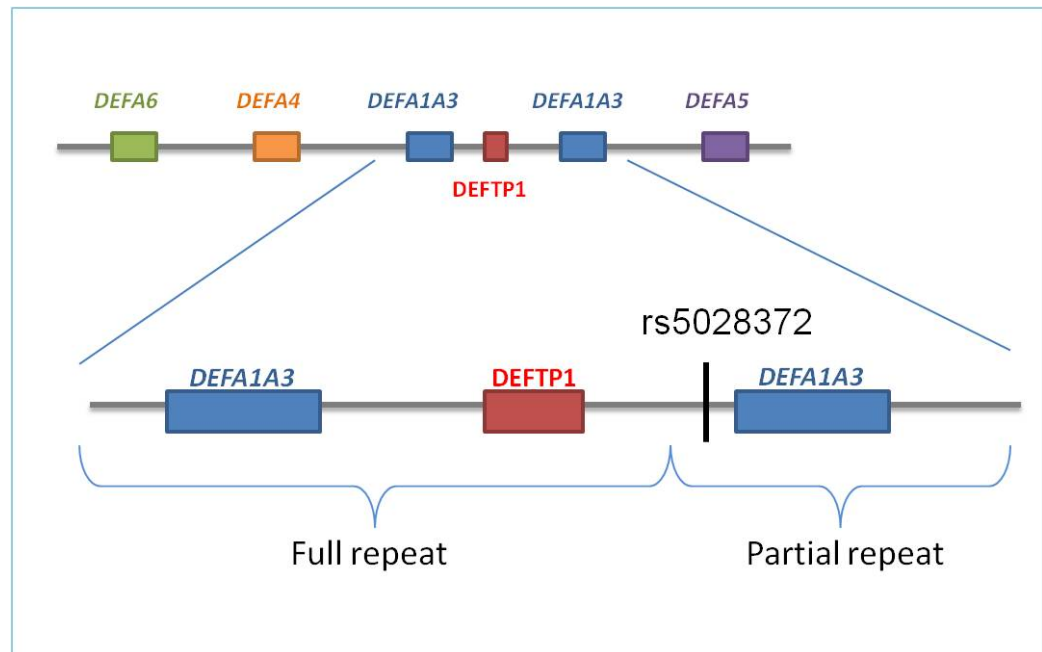 DEFA6 DEFA4 DEFA1A3 DEFA1A3 DEFA5
DEFTP1
rs5028372
DEFA1A3 DEFTP1 DEFA1A3
Full repeat Partial repeat